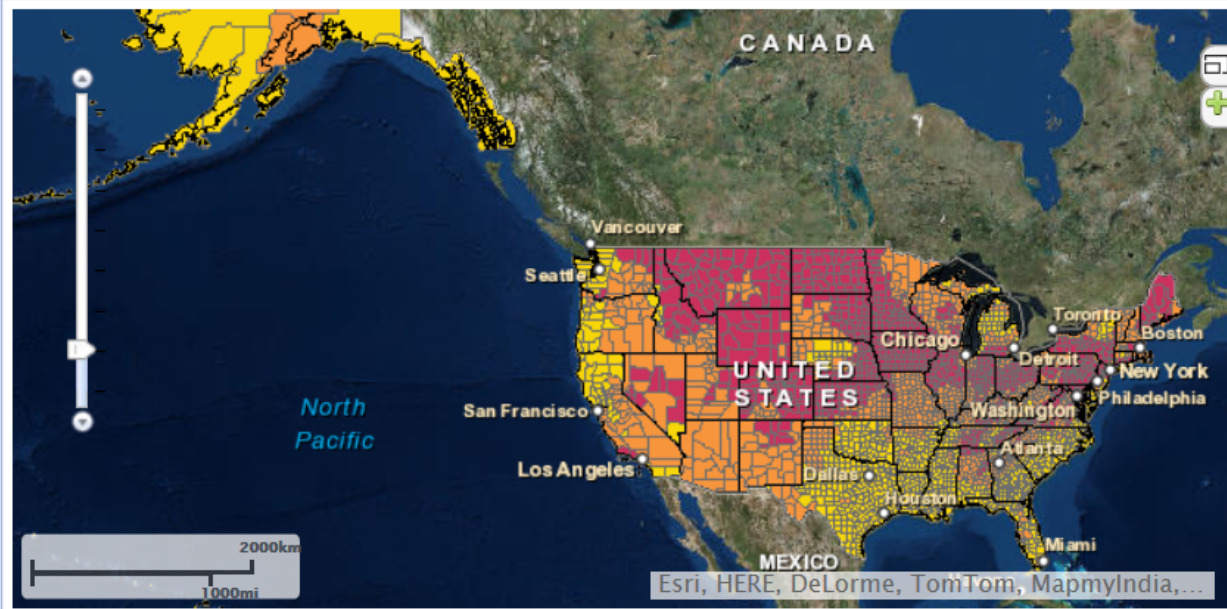 CANADA
Vancouver
Seattle
Toronto
Boston
Chicago
Detroit
UNITED
New York
STATES
Philadelphia
North
San Francisco
Washington
Pacific
Atlanta
Los Angeles
Dallas
Houston
2000km
Miami
MEXICO
Esri, HERE, DeLorme, TomTom, MapmyIndia,...
1000mi